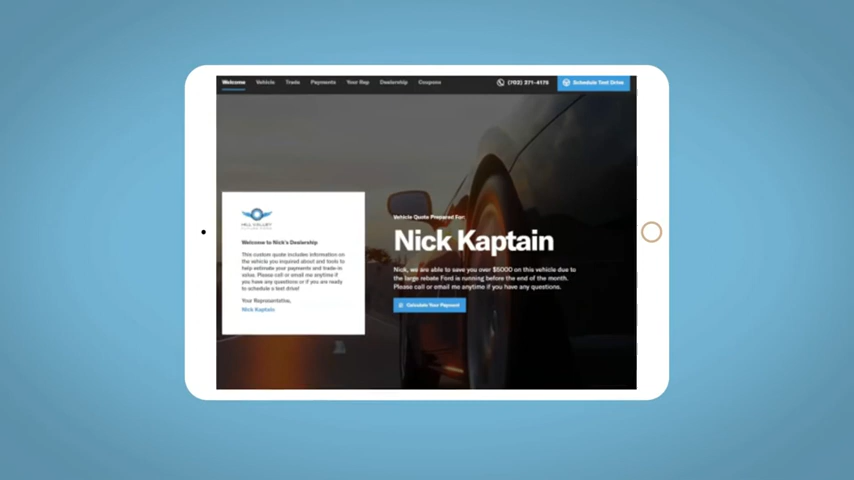 Welcome Vehicle Trade Payments Your Rep Dealership Coupons (702) 371-4175 Schedule Test Drive
HILL VALLEY
Welcome to Nick's Dealership
This custom quote includes information on
the vehicle you inquired about and tools to
help estimate your payments and trade-in
value. Please call or email me anytime if
you have any questions or if you are ready
to schedule a test drive!
Your Representative,
Nick Kaptain
Vehicle Quote Prepared For:
Nick Kaptain
Nick, we are able to save you over $6000 on this vehicle due to
the large rebate Ford is running before the end of the month.
Please call or email me anytime if you have any questions.
Calculate Your Payment